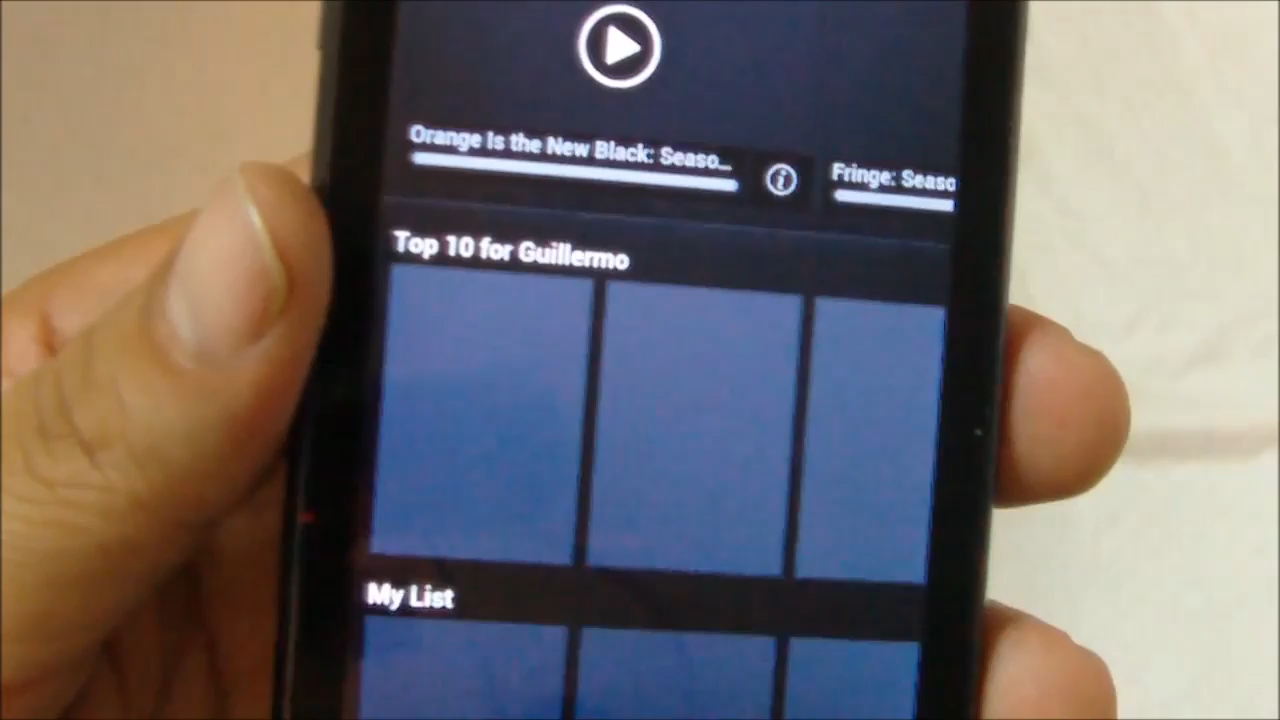 Orange Is the New Black: Seaso...
Fringe: Seaso
Top 10 for Guillermo
My List